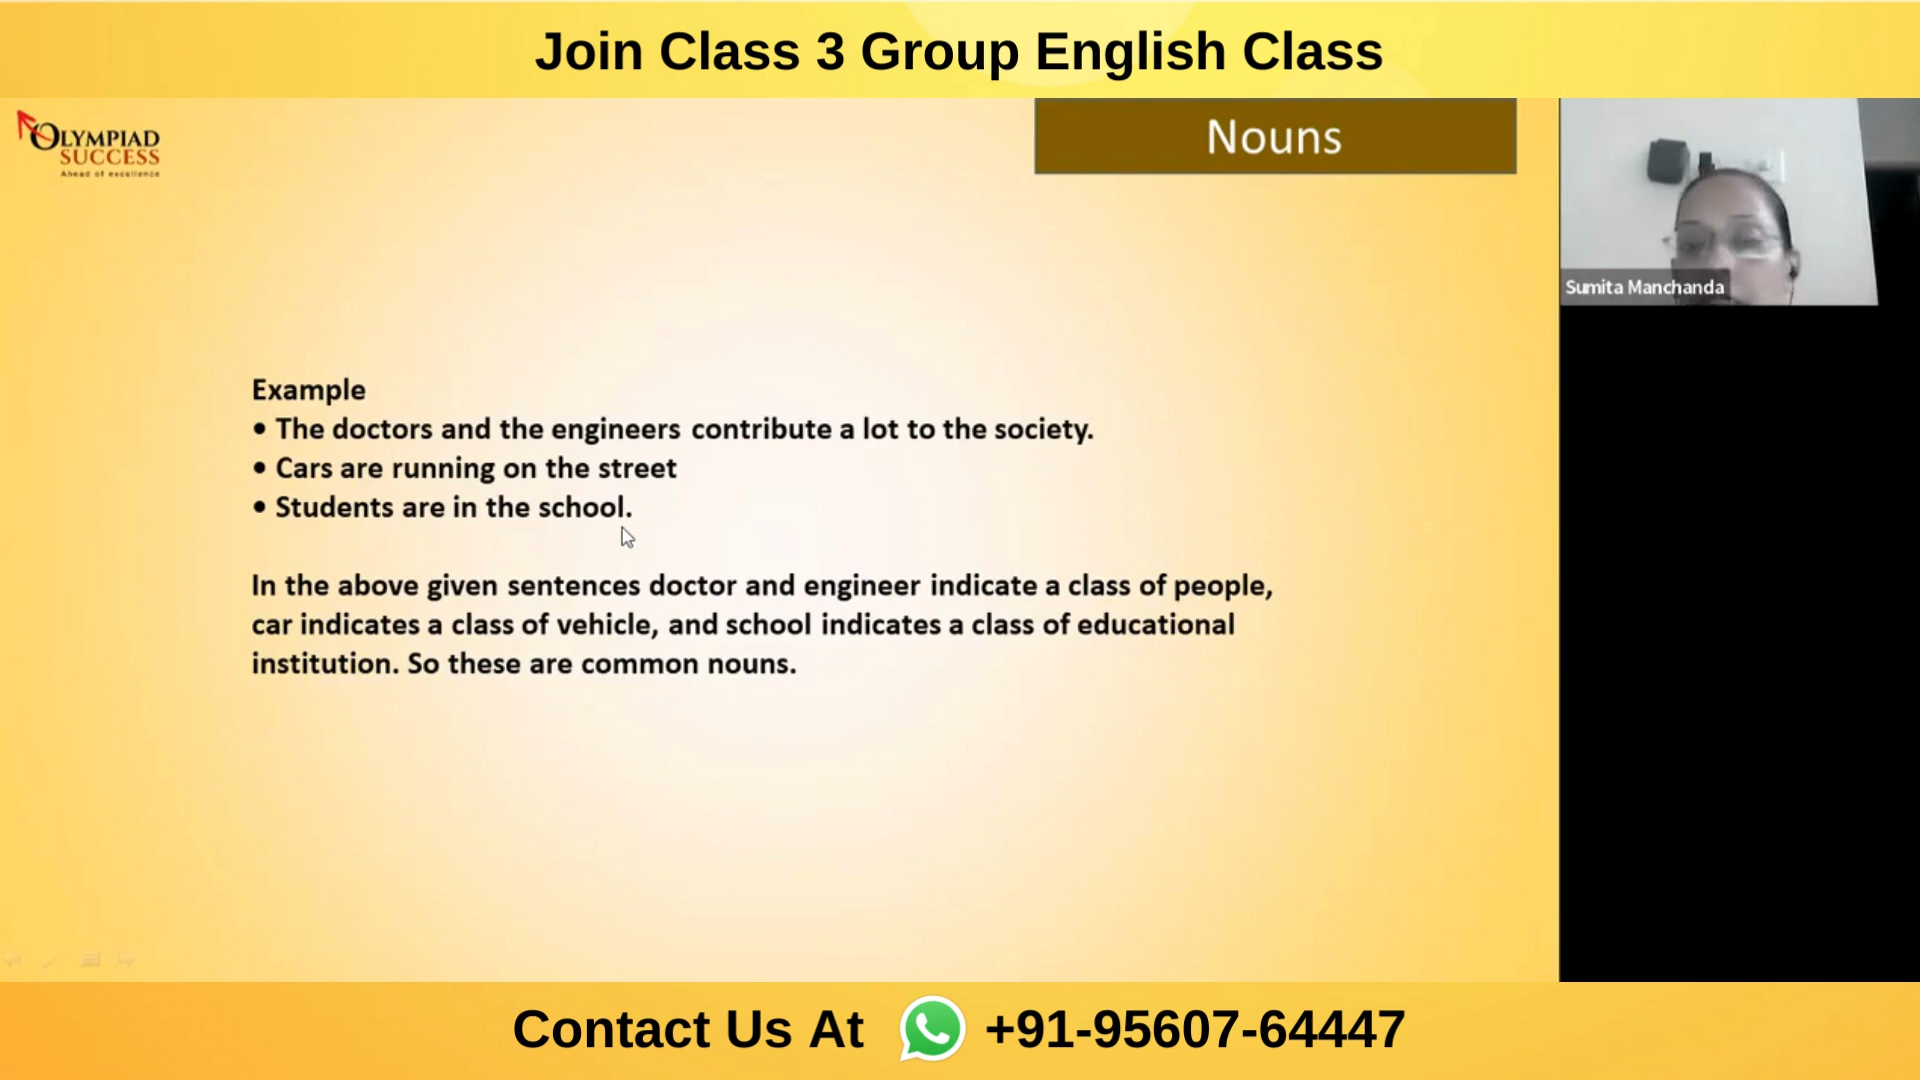 Join Class 3 Group English Class
OLYMPIAD
SUCCESS
Ahead of excellence
Nouns
Sumita Manchanda
Example
• The doctors and the engineers contribute a lot to the society.
• Cars are running on the street
• Students are in the school.
In the above given sentences doctor and engineer indicate a class of people,
car indicates a class of vehicle, and school indicates a class of educational
institution. So these are common nouns.
Contact Us At +91-95607-64447